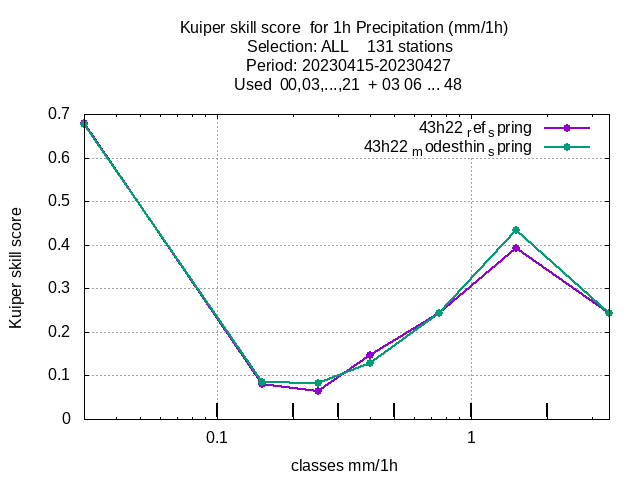 Kuiper skill score  for 1h Precipitation (mm/1h)
Selection: ALL    131 stations
Period: 20230415-20230427
Used  00,03,...,21  + 03 06 ... 48
43h22 ref spring
43h22 modesthin spring
Kuiper skill score
0.7
0.6
0.5
0.4
0.3
0.2
0.1
0
0.1
1
classes mm/1h